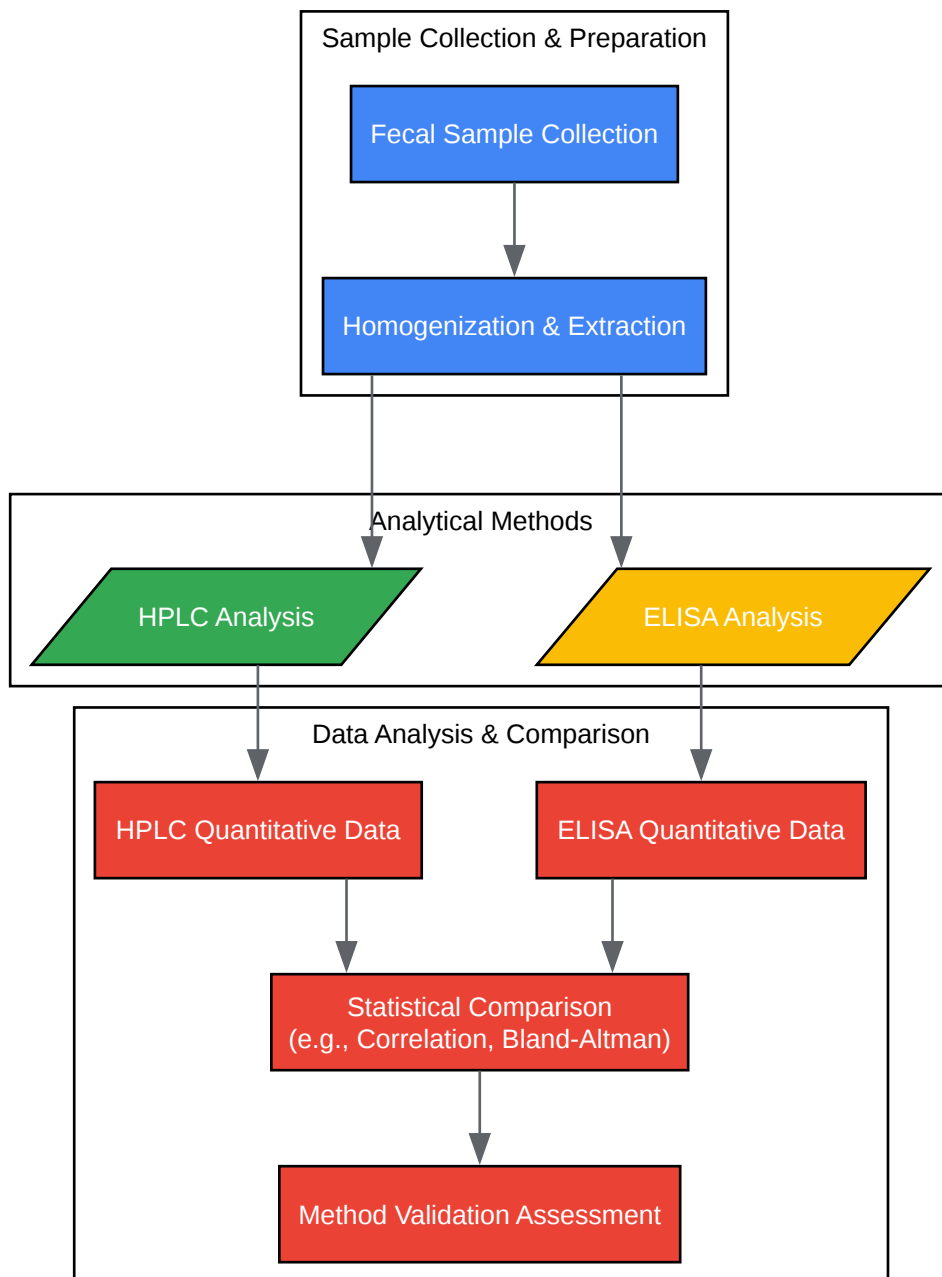 Sample Collection & Preparation
Fecal Sample Collection
Homogenization & Extraction
Analytical Methods
HPLC Analysis
ELISA Analysis
Data Analysis & Comparison
HPLC Quantitative Data
ELISA Quantitative Data
Statistical Comparison
(e.g., Correlation, Bland-Altman)
Method Validation Assessment